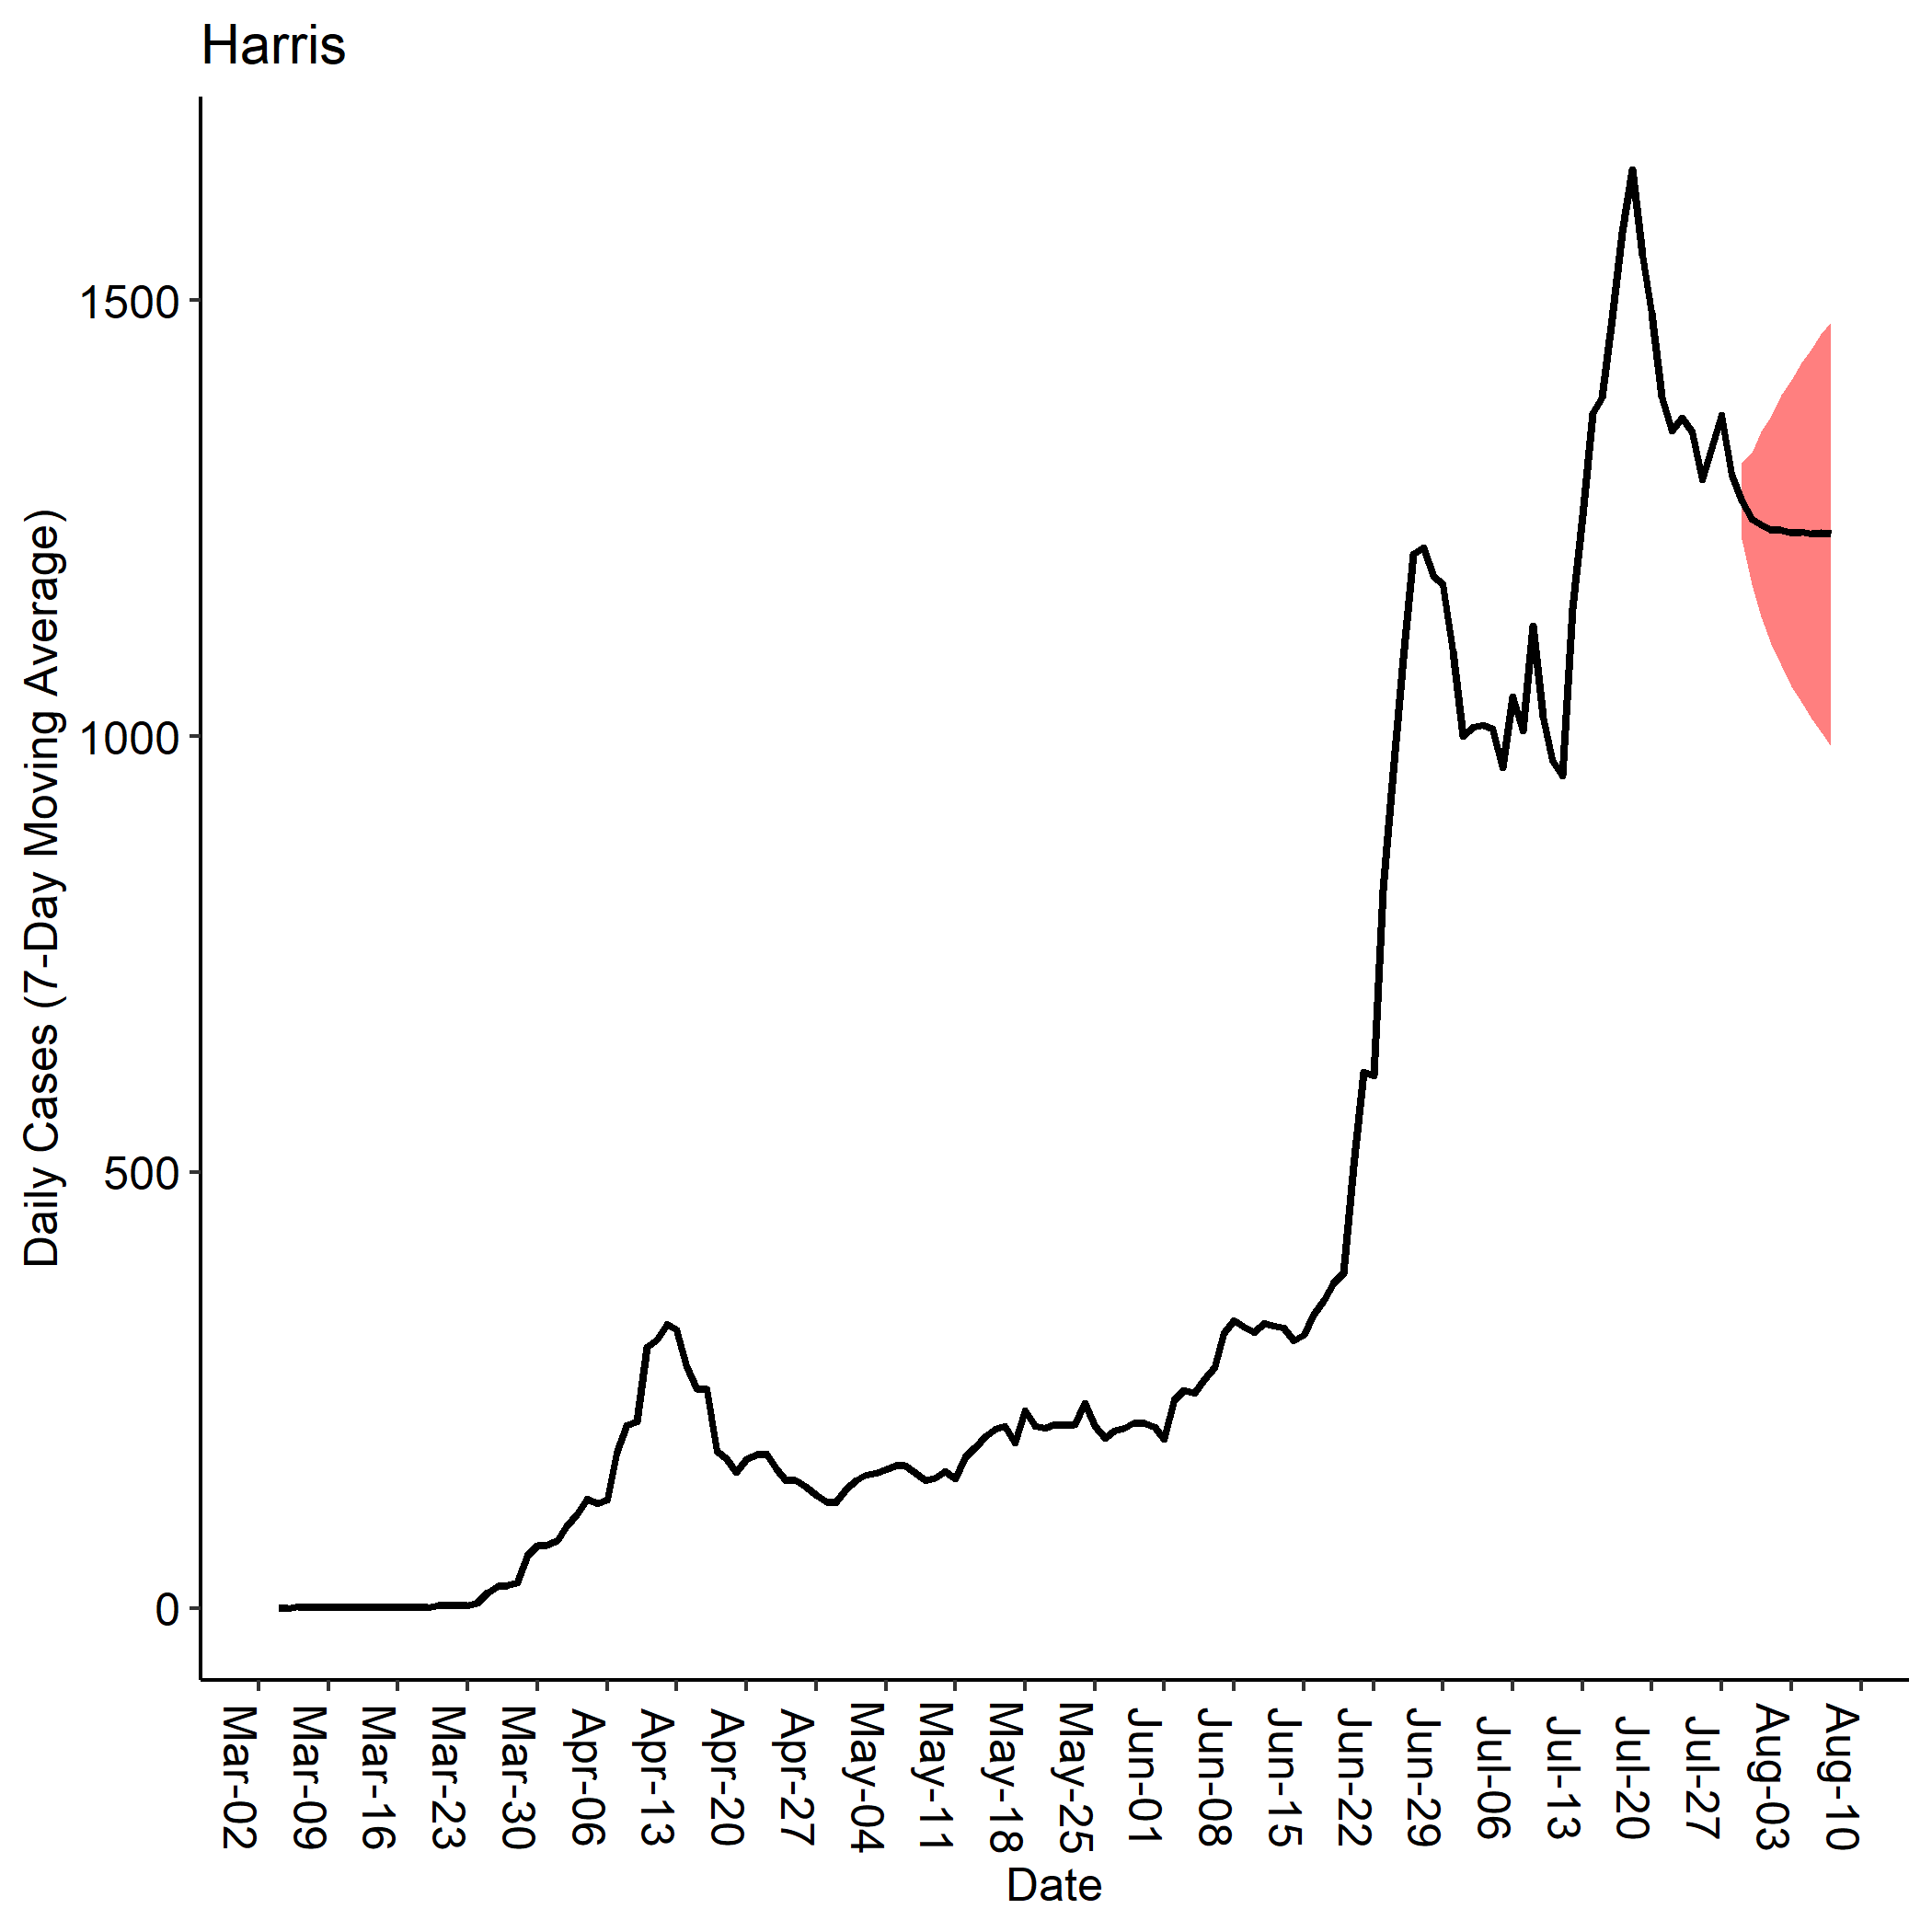 Harris
Daily Cases (7-Day Moving Average)
1500
1000
500
0
Mar-02
Mar-09
Mar-16
Mar-23
Mar-30
Apr-06
Apr-13
Apr-20
Apr-27
May-04
May-11
May-18
May-25
Jun-01
Jun-08
Jun-15
Jun-22
Jun-29
Jul-06
Jul-13
Jul-20
Jul-27
Aug-03
Aug-10
Date